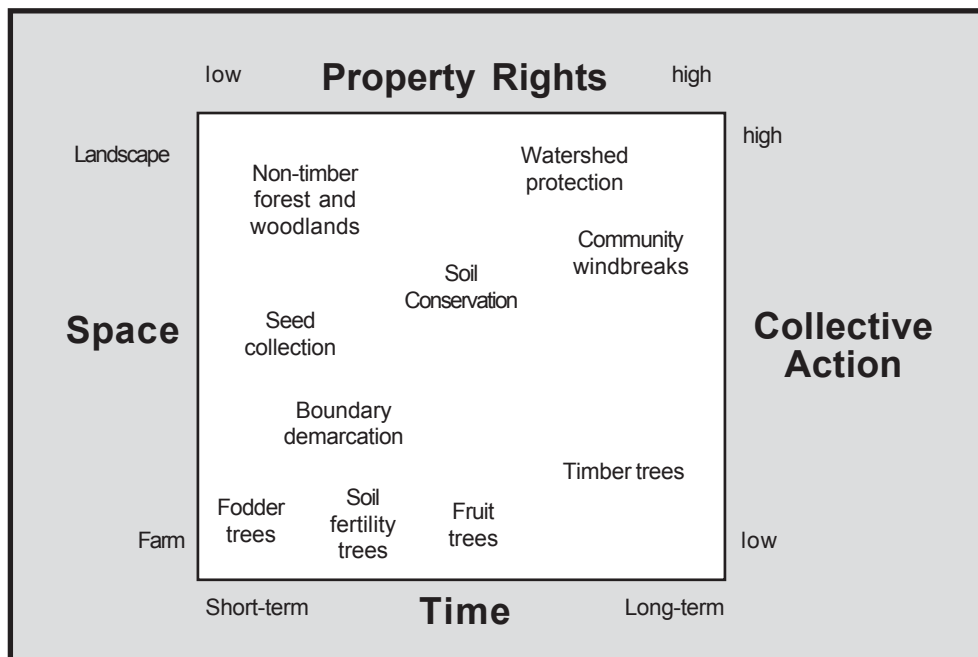 low Property Rights high
Landscape
high
Non-timber
forest and
woodlands
Watershed
protection
Community
windbreaks
Soil
Conservation
Space
Seed
collection
Collective
Action
Boundary
demarcation
Timber trees
Fodder
trees
Soil
fertility
trees
Fruit
trees
Farm
low
Short-term Time Long-term